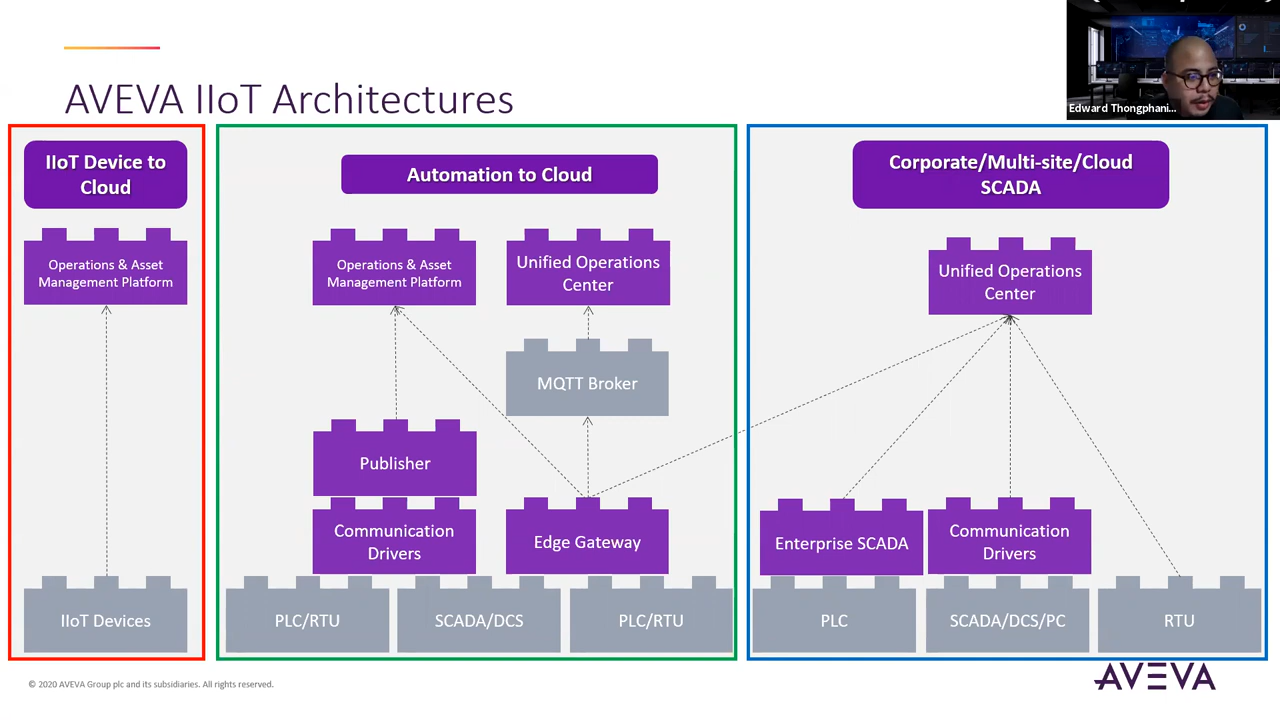 Edward Thongphani...
AVEVA IIoT Architectures
IIoT Device to
Cloud
Operations & Asset
Management Platform
IIoT Devices
Automation to Cloud
Operations & Asset
Management Platform
Unified Operations
Center
MQTT Broker
Publisher
Communication
Drivers
Edge Gateway
PLC/RTU
SCADA/DCS
PLC/RTU
Corporate/Multi-site/Cloud
SCADA
Unified Operations
Center
Enterprise SCADA
Communication
Drivers
PLC
SCADA/DCS/PC
RTU
© 2020 AVEVA Group plc and its subsidiaries. All rights reserved.
AVEVA